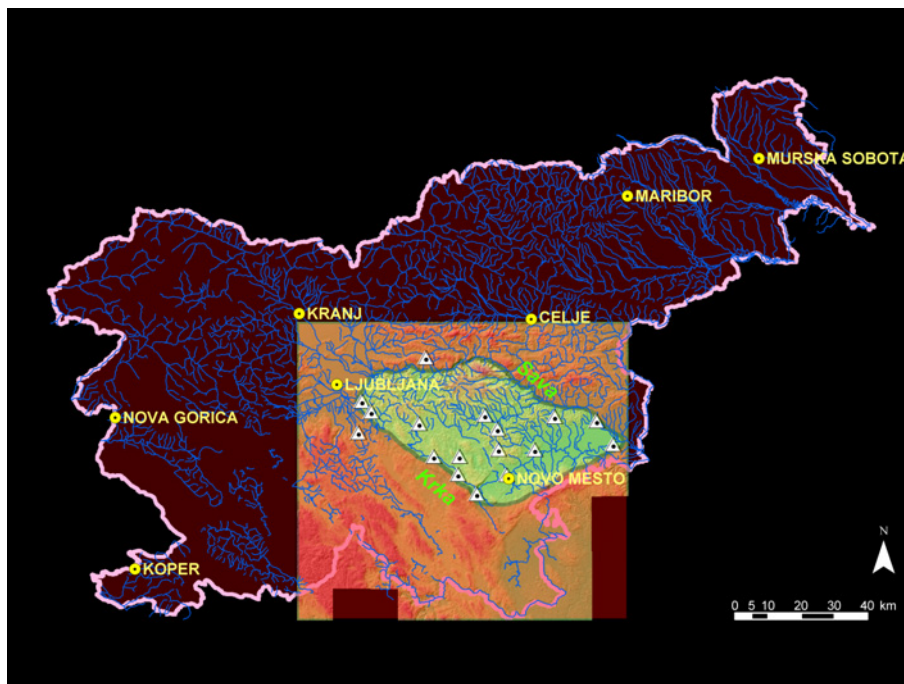 MURSKA SOBOTA
MARIBOR
KRANJ
CELJE
Sava
LJUBLJANA
NOVA GORICA
Krka
NOVO MESTO
N
KOPER
0 5 10 20 30 40 km